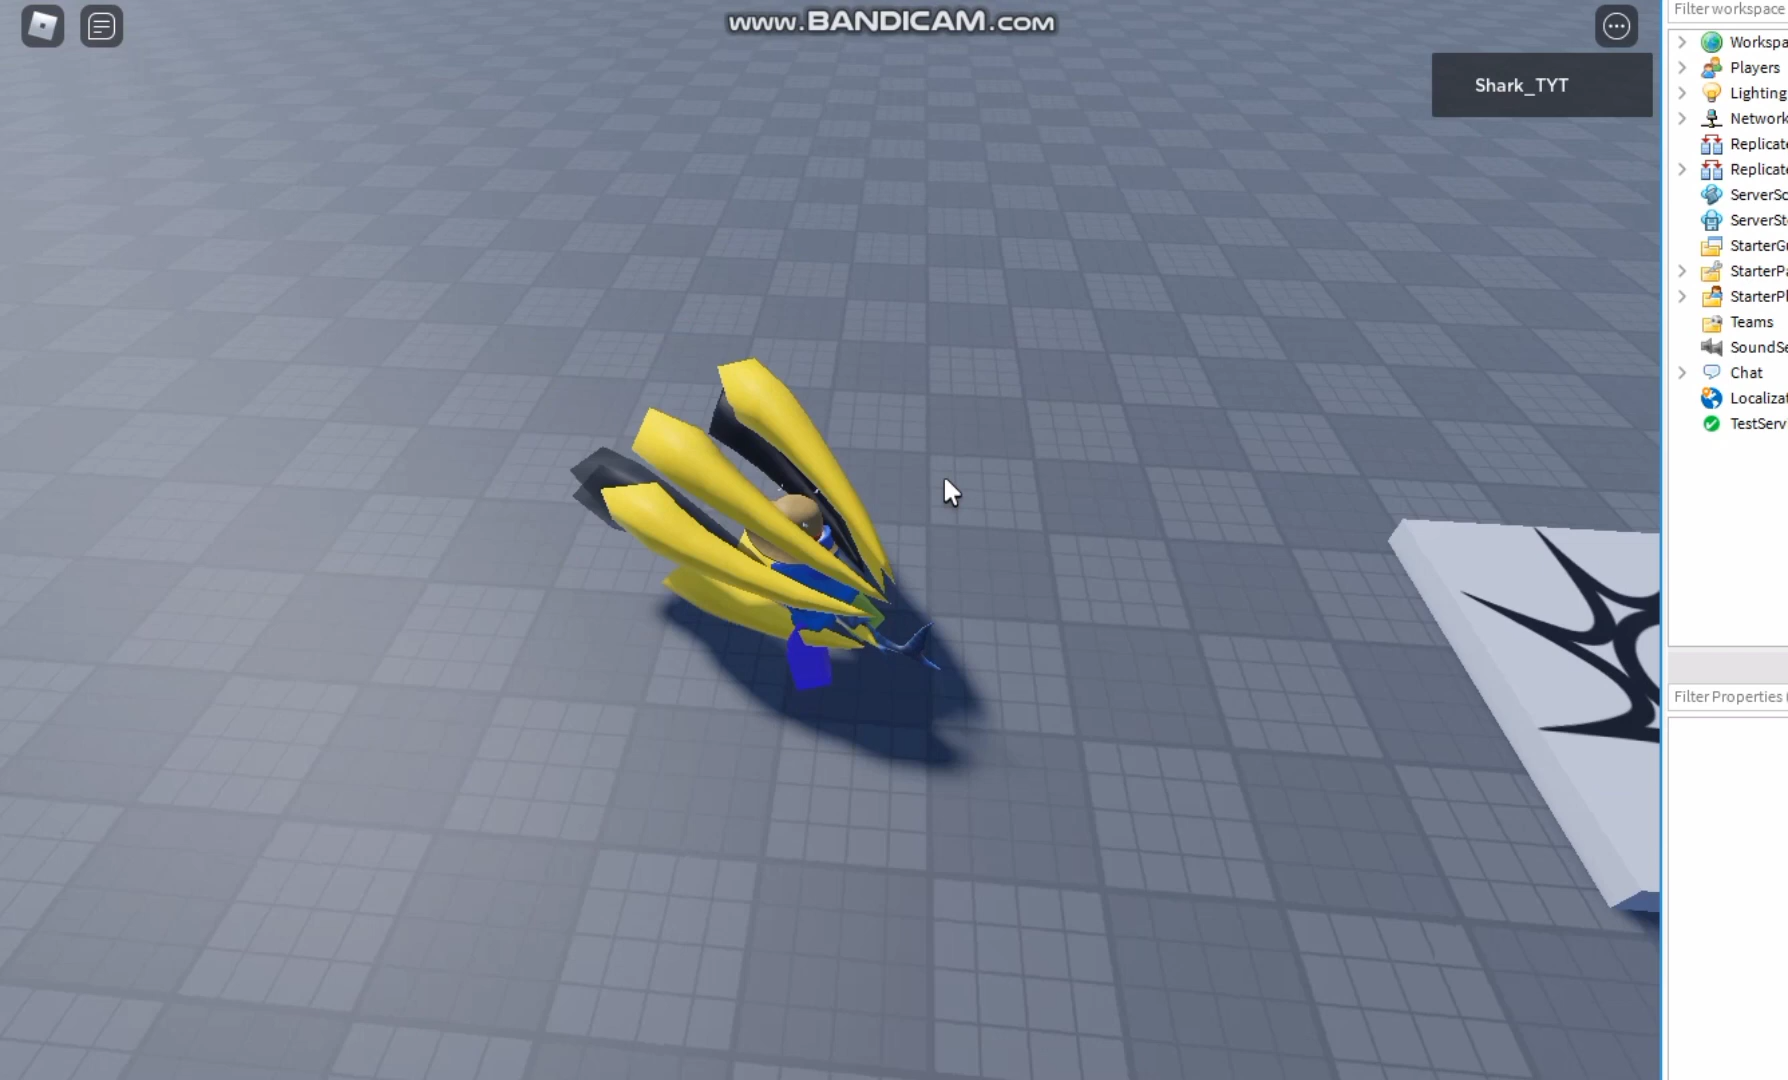 www.BANDICAM.com
Shark_TYT
Filter workspace
Workspa
Players
Lighting
Network
Replicate
Replicate
ServerSc
ServerSt
StarterGu
StarterPa
StarterPl
Teams
SoundSe
Chat
Localizat
TestServ
Filter Properties (